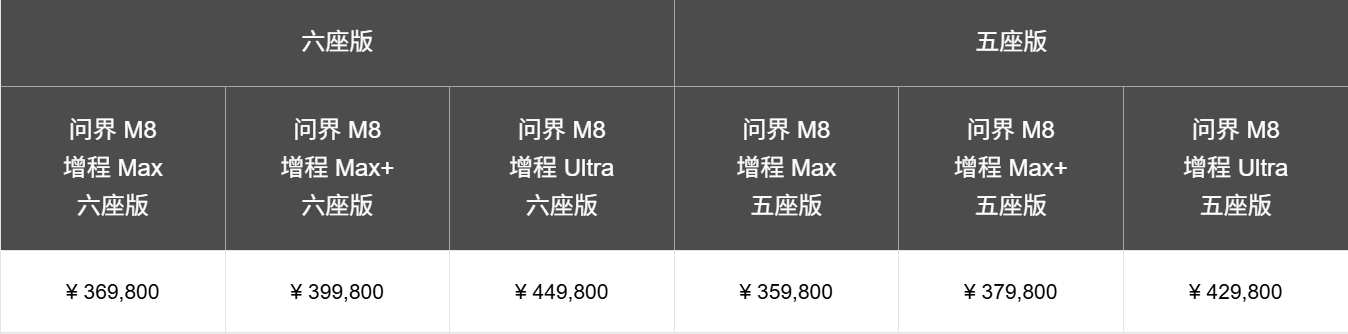 六座版
五座版
问界 M8
增程 Max
六座版
问界 M8
增程 Max+
六座版
问界 M8
增程 Ultra
六座版
问界 M8
增程 Max
五座版
问界 M8
增程 Max+
五座版
问界 M8
增程 Ultra
五座版
¥ 369,800
¥ 399,800
¥ 449,800
¥ 359,800
¥ 379,800
¥ 429,800